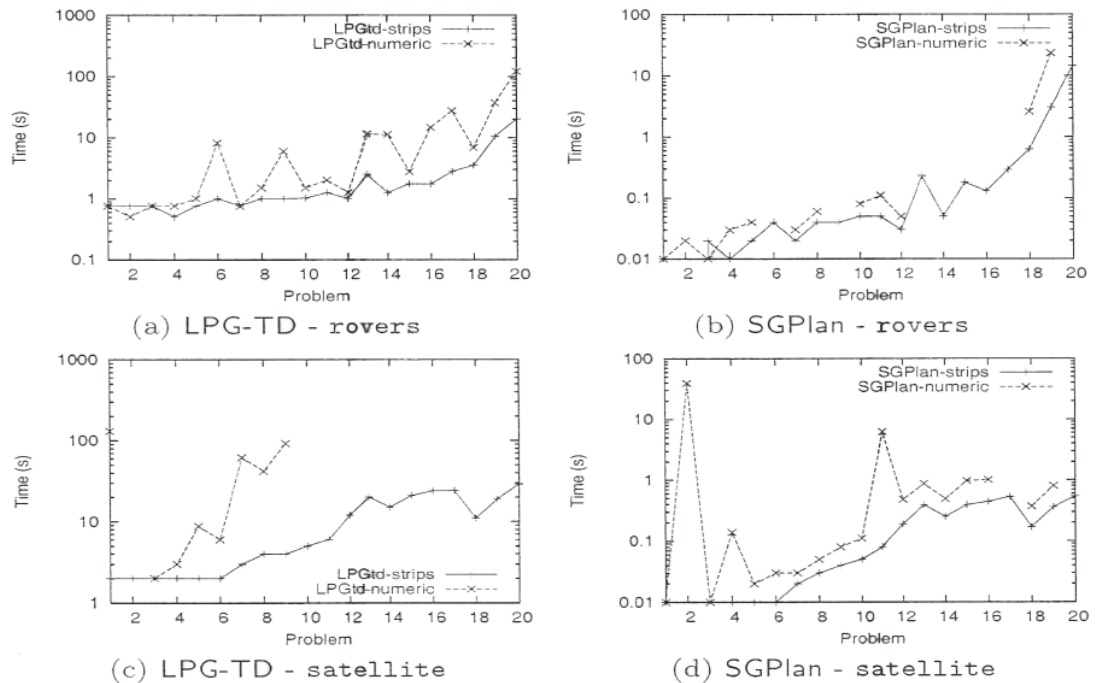 1000
100
10
1
0.1
Time (s)
LPGtd-strips
LPGtd-numeric
2 4 6 8 10 12 14 16 18 20
Problem
(a) LPG-TD - rovers
100
10
1
0.1
0.01
Time (s)
SGPlan-strips
SGPlan-numeric
2 4 6 8 10 12 14 16 18 20
Problem
(b) SGPlan - rovers
1000
100
10
1
Time (s)
LPGtd-strips
LPGtd-numeric
2 4 6 8 10 12 14 16 18 20
Problem
(c) LPG-TD - satellite
100
10
1
0.1
0.01
Time (s)
SGPlan-strips
SGPlan-numeric
2 4 6 8 10 12 14 16 18 20
Problem
(d) SGPlan - satellite